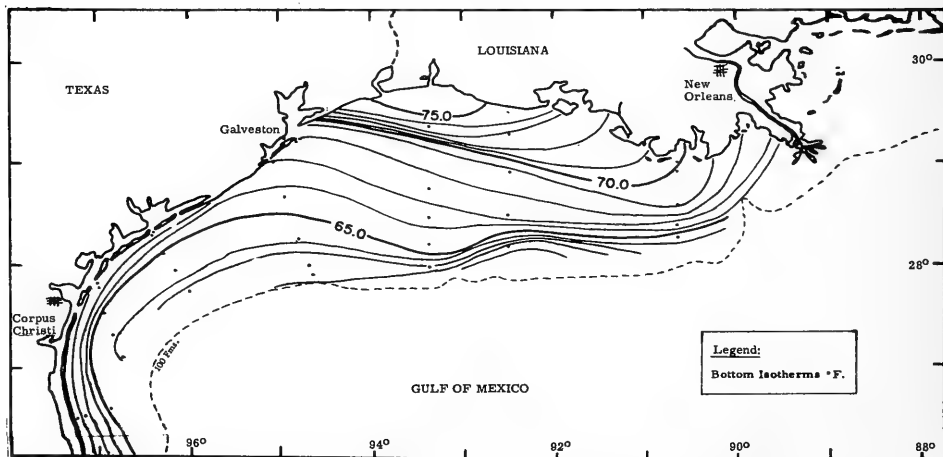 LOUISIANA
30°
TEXAS
New
Orleans
75.0
Galveston
70.0
65.0
28°
Corpus
Christi
100 Fms.
Legend:
Bottom Isotherms °F.
GULF OF MEXICO
96°
94°
92°
90°
88°